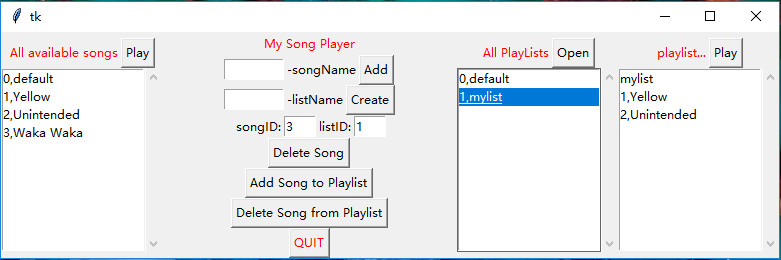 tk
All available songs Play
0,default
1,Yellow
2,Unintended
3,Waka Waka
My Song Player
-songName Add
-listName Create
songID: 3 listID: 1
Delete Song
Add Song to Playlist
Delete Song from Playlist
QUIT
All PlayLists Open
0,default
1,mylist
playlist... Play
mylist
1,Yellow
2,Unintended